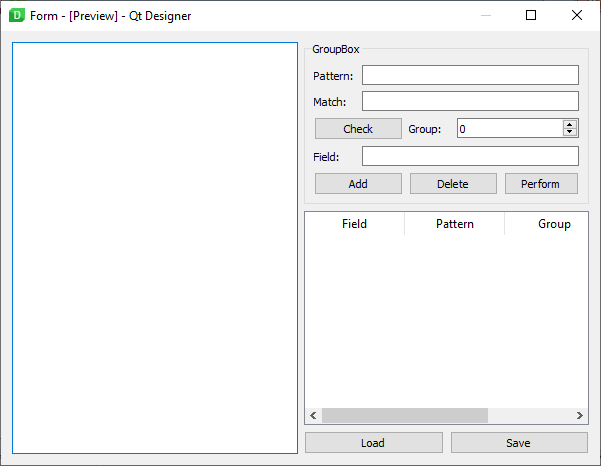 Form - [Preview] - Qt Designer
GroupBox
Pattern:
Match:
Check Group: 0
Field:
Add Delete Perform
Field Pattern Group
Load Save